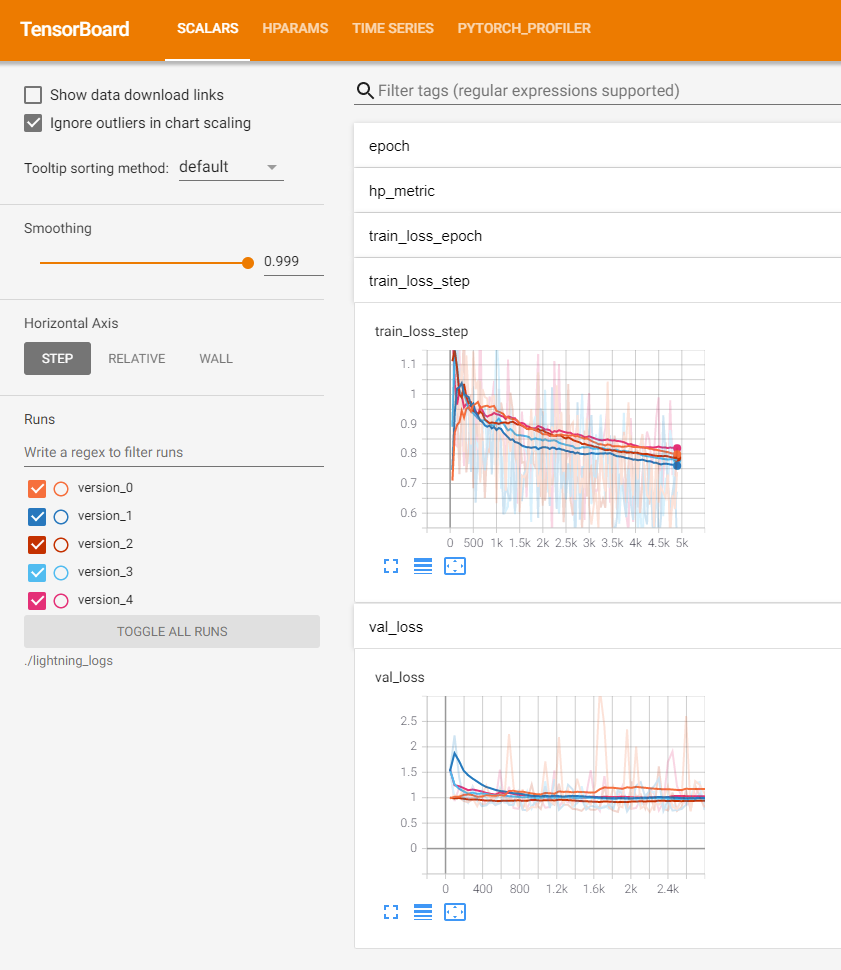 TensorBoard SCALARS HPARAMS TIME SERIES PYTORCH_PROFILER
Show data download links
Ignore outliers in chart scaling
Tooltip sorting method: default
Smoothing
0.999
Horizontal Axis
STEP RELATIVE WALL
Runs
Write a regex to filter runs
version_0
version_1
version_2
version_3
version_4
TOGGLE ALL RUNS
./lightning_logs
Filter tags (regular expressions supported)
epoch
hp_metric
train_loss_epoch
train_loss_step
train_loss_step
1.1
1
0.9
0.8
0.7
0.6
0 500 1k 1.5k 2k 2.5k 3k 3.5k 4k 4.5k 5k
val_loss
val_loss
2.5
2
1.5
1
0.5
0
0 400 800 1.2k 1.6k 2k 2.4k